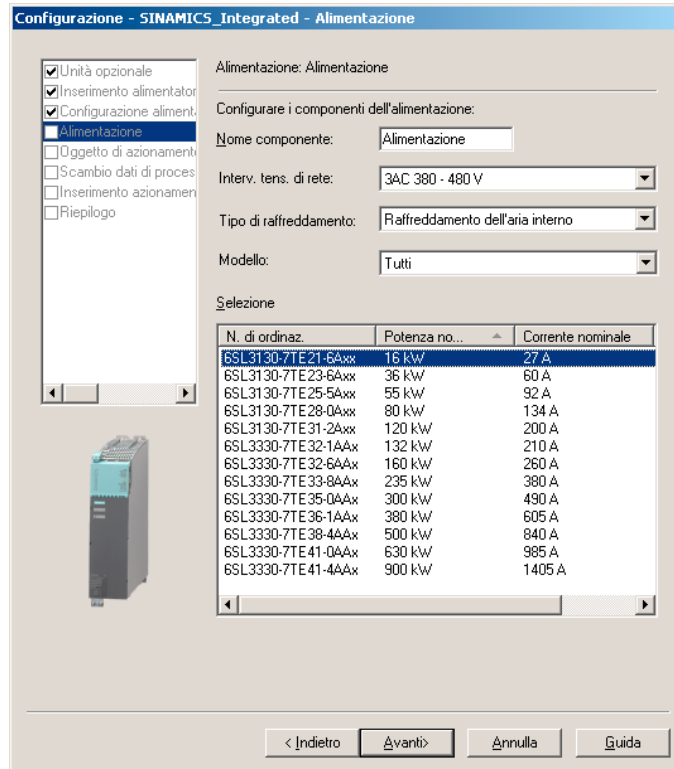 Configurazione - SINAMICS_Integrated - Alimentazione
Unità opzionale
Inserimento alimentator
Configurazione aliment
Alimentazione
Oggetto di azionament
Scambio dati di proces
Inserimento azionamen
Riepilogo
Alimentazione: Alimentazione
Configurare i componenti dell'alimentazione:
Nome componente: Alimentazione
Interv. tens. di rete: 3AC 380 - 480 V
Tipo di raffreddamento: Raffreddamento dell'aria interno
Modello: Tutti
Selezione
N. di ordinaz. Potenza no... Corrente nominale
6SL3130-7TE21-6Axx 16 kW 27 A
6SL3130-7TE23-6Axx 36 kW 60 A
6SL3130-7TE25-5Axx 55 kW 92 A
6SL3130-7TE28-0Axx 80 kW 134 A
6SL3130-7TE31-2Axx 120 kW 200 A
6SL3330-7TE32-1AAx 132 kW 210 A
6SL3330-7TE32-6AAx 160 kW 260 A
6SL3330-7TE33-8AAx 235 kW 380 A
6SL3330-7TE35-0AAx 300 kW 490 A
6SL3330-7TE36-1AAx 380 kW 605 A
6SL3330-7TE38-4AAx 500 kW 840 A
6SL3330-7TE41-0AAx 630 kW 985 A
6SL3330-7TE41-4AAx 900 kW 1405 A
< Indietro Avanti> Annulla Guida